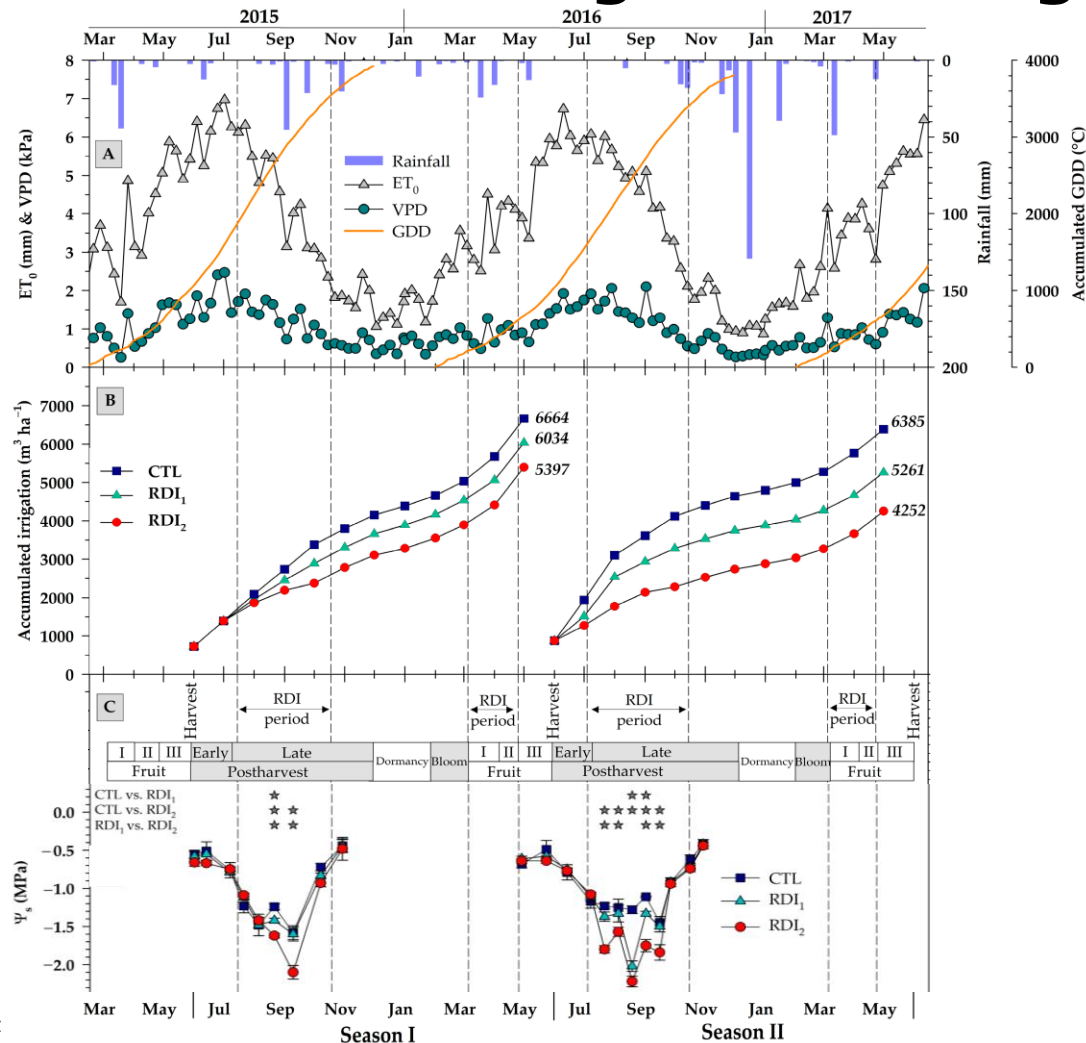 2015 2016 2017
Mar May Jul Sep Nov Jan Mar May Jul Sep Nov Jan Mar May
8 0 4000
7
6 50 3000
A
Rainfall
ET₀
VPD
GDD
5
4 100 2000
3
2 150 1000
1
0 200 0
ET₀ (mm) & VPD (kPa)
Rainfall (mm)
Accumulated GDD (°C)
B
7000
6000
5000
4000
3000
2000
1000
0
Accumulated irrigation (m³ ha⁻¹)
CTL
RDI₁
RDI₂
6664
6034
5397
6385
5261
4252
C
Harvest RDI period RDI period Harvest RDI period RDI period Harvest
I II III Early Late Dormancy Bloom I II III Early Late Dormancy Bloom I II III
Fruit Postharvest Fruit Postharvest Fruit
CTL vs. RDI₁
CTL vs. RDI₂
RDI₁ vs. RDI₂
0.0
−0.5
−1.0
−1.5
−2.0
Ψₛ (MPa)
CTL
RDI₁
RDI₂
Mar May Jul Sep Nov Jan Mar May Jul Sep Nov Jan Mar May
Season I Season II